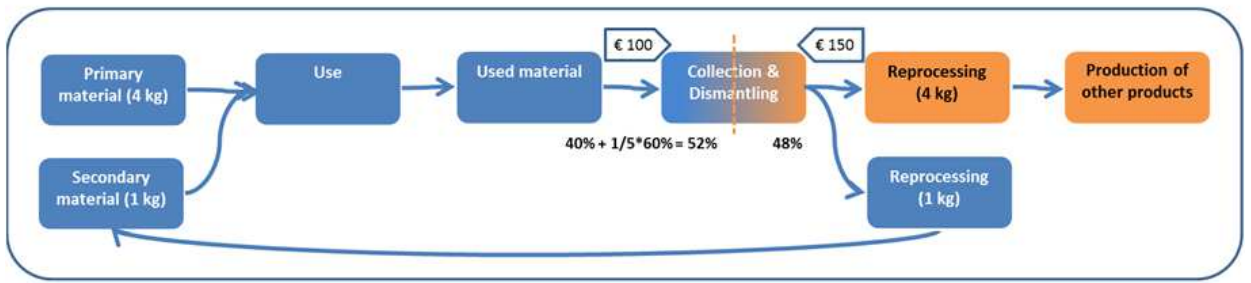 € 100
€ 150
Primary
material (4 kg)
Use
Used material
Collection &
Dismantling
Reprocessing
(4 kg)
Production of
other products
40% + 1/5*60% = 52%
48%
Secondary
material (1 kg)
Reprocessing
(1 kg)